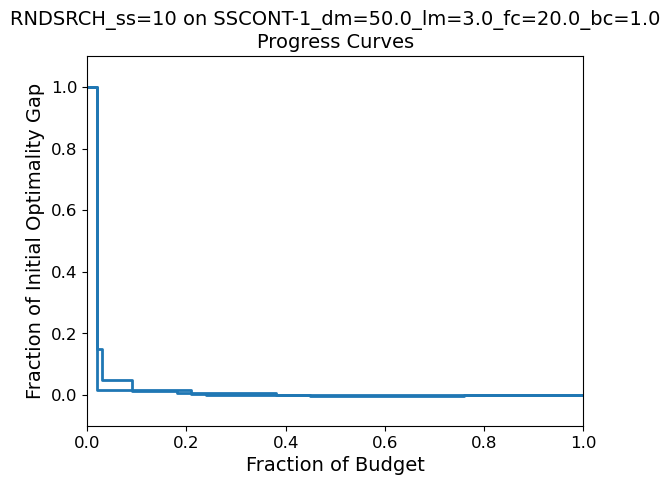 RNDSRCH_ss=10 on SSCONT-1_dm=50.0_lm=3.0_fc=20.0_bc=1.0
Progress Curves
Fraction of Initial Optimality Gap
1.0
0.8
0.6
0.4
0.2
0.0
0.0 0.2 0.4 0.6 0.8 1.0
Fraction of Budget